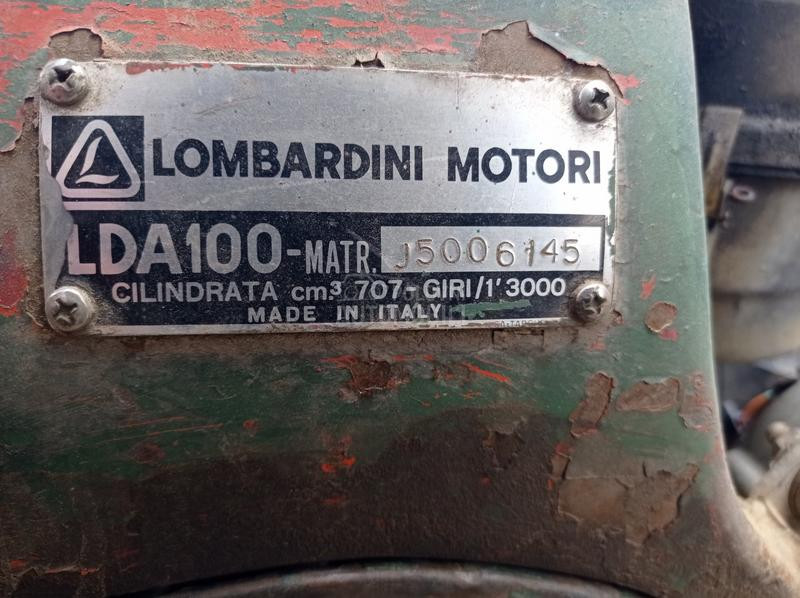 LOMBARDINI MOTORI
LDA100-MATR. J5006145
CILINDRATA cm³ 707-GIRI/1' 3000
MADE IN ITALY